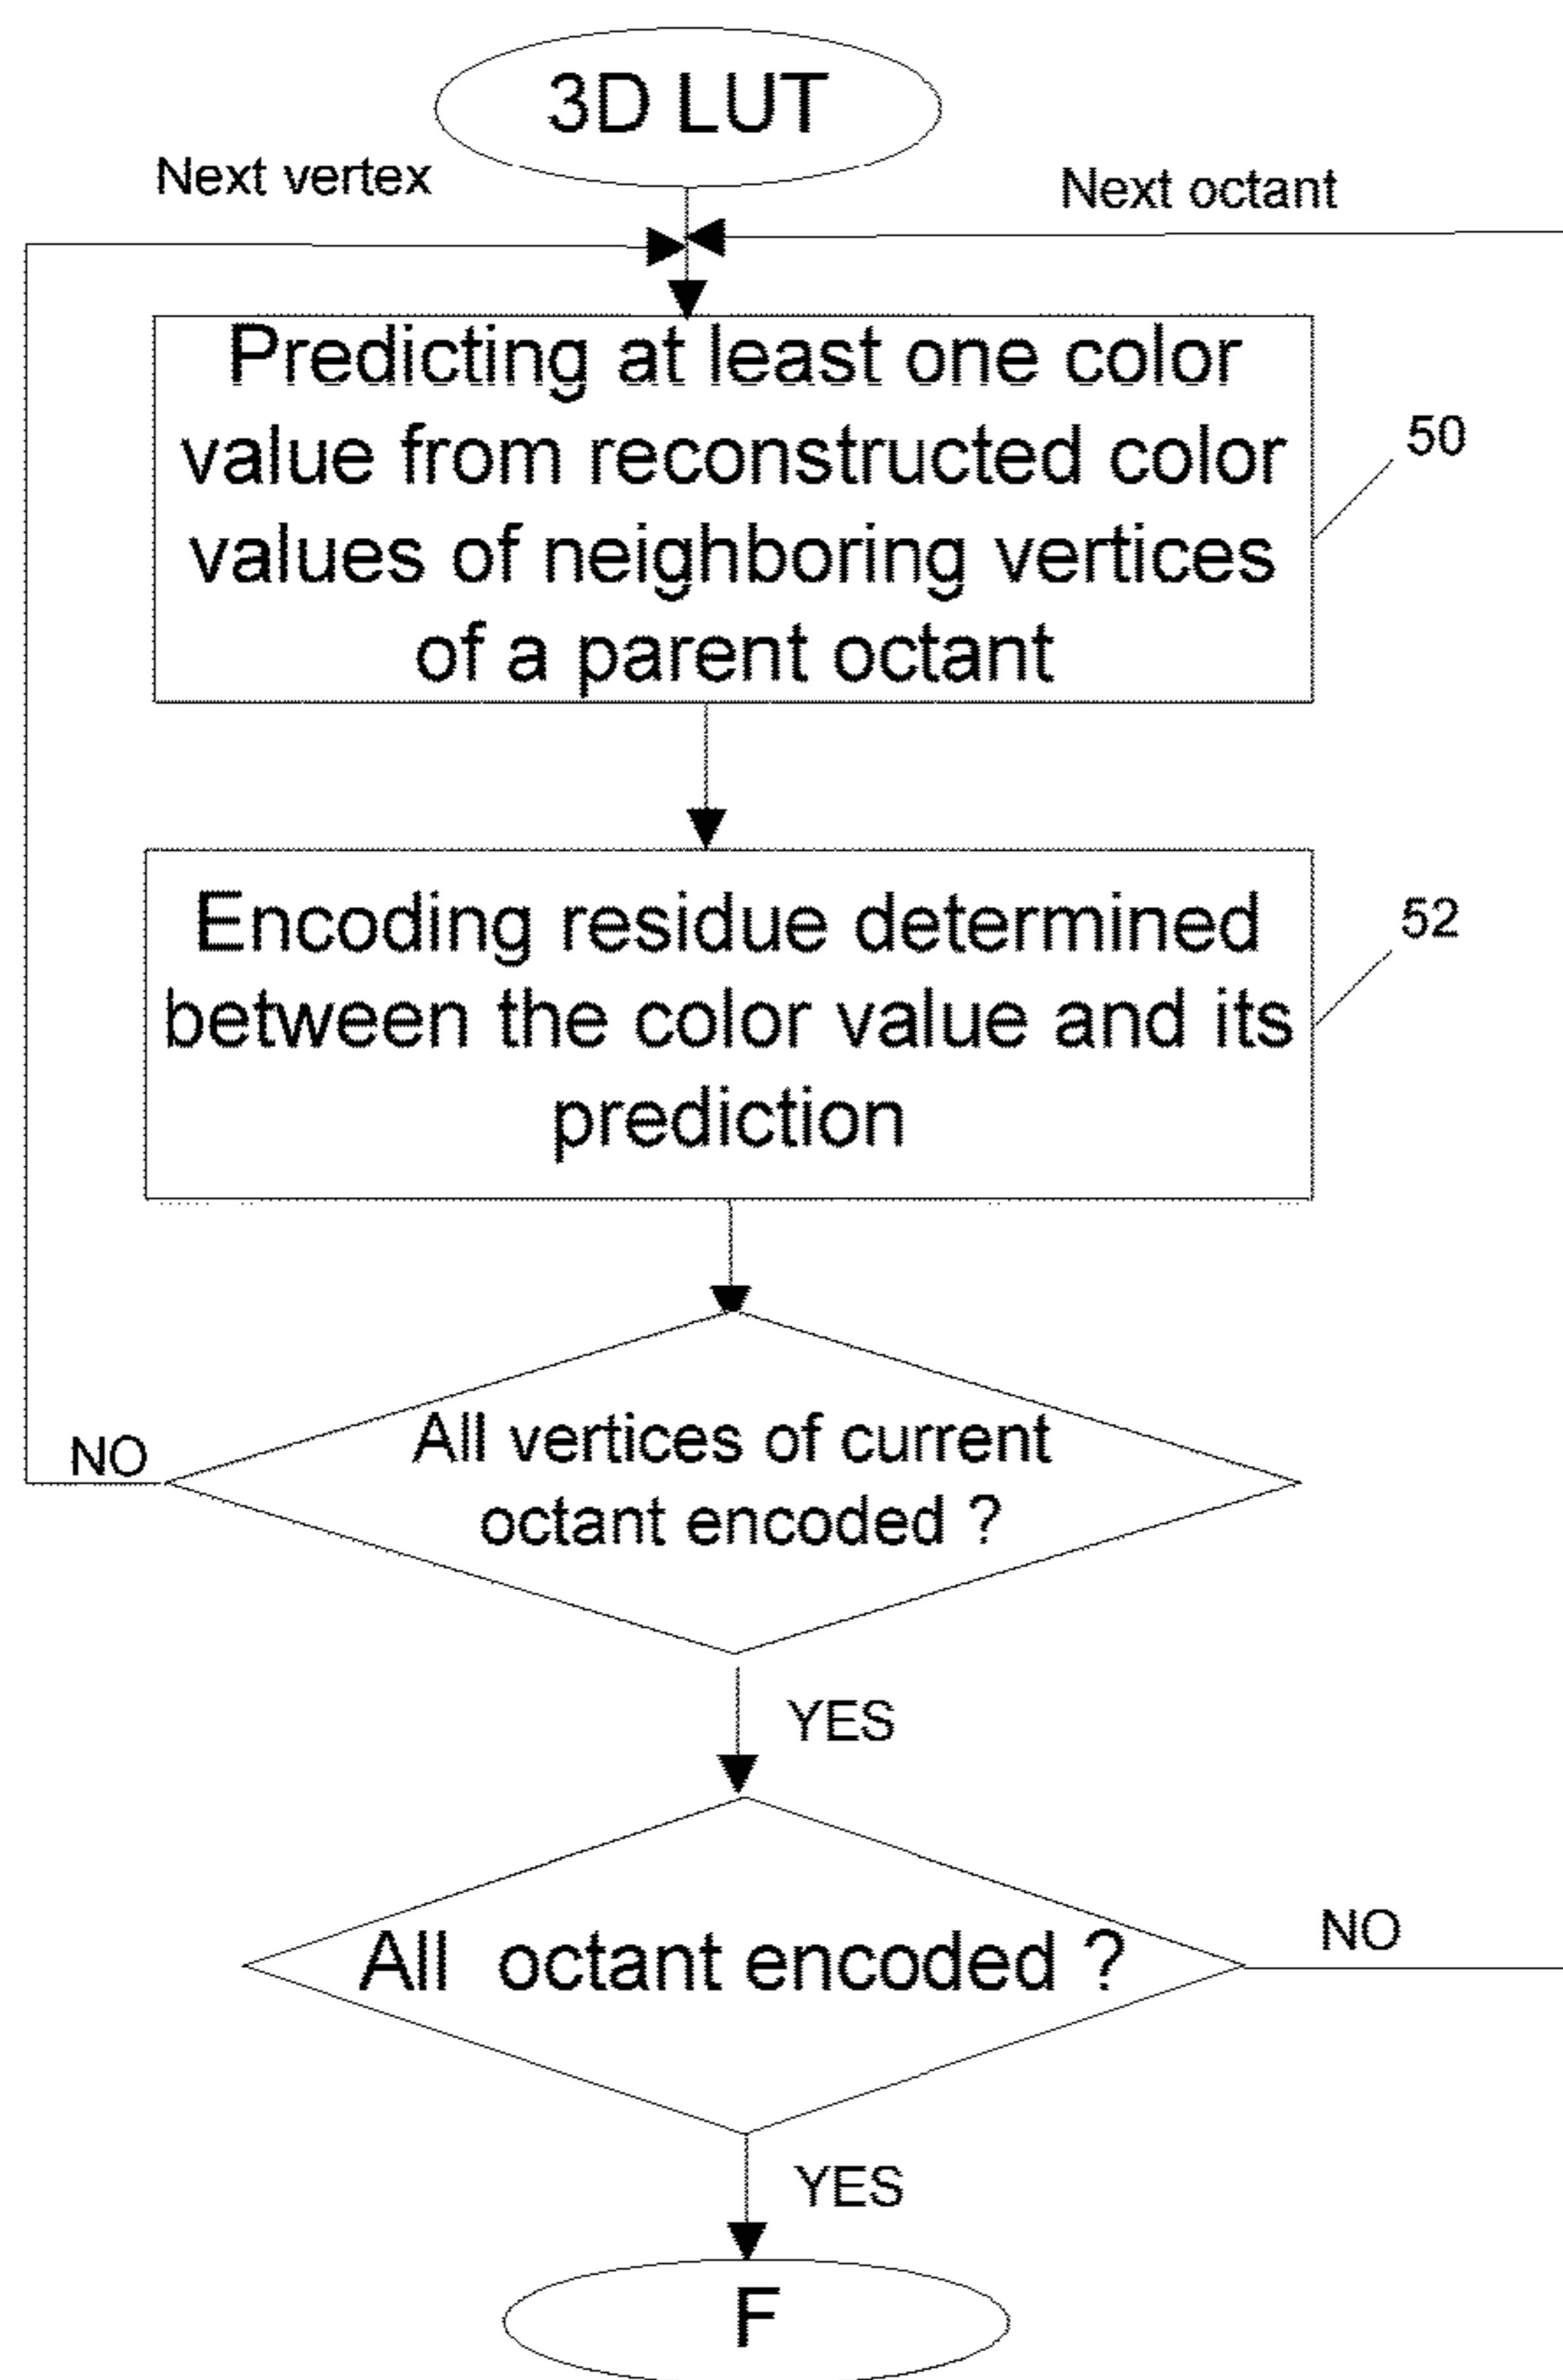 3D LUT
Next vertex
Next octant
Predicting at least one color
value from reconstructed color
values of neighboring vertices
of a parent octant
50
Encoding residue determined
between the color value and its
prediction
52
All vertices of current
octant encoded ?
NO
YES
All octant encoded ?
NO
YES
F